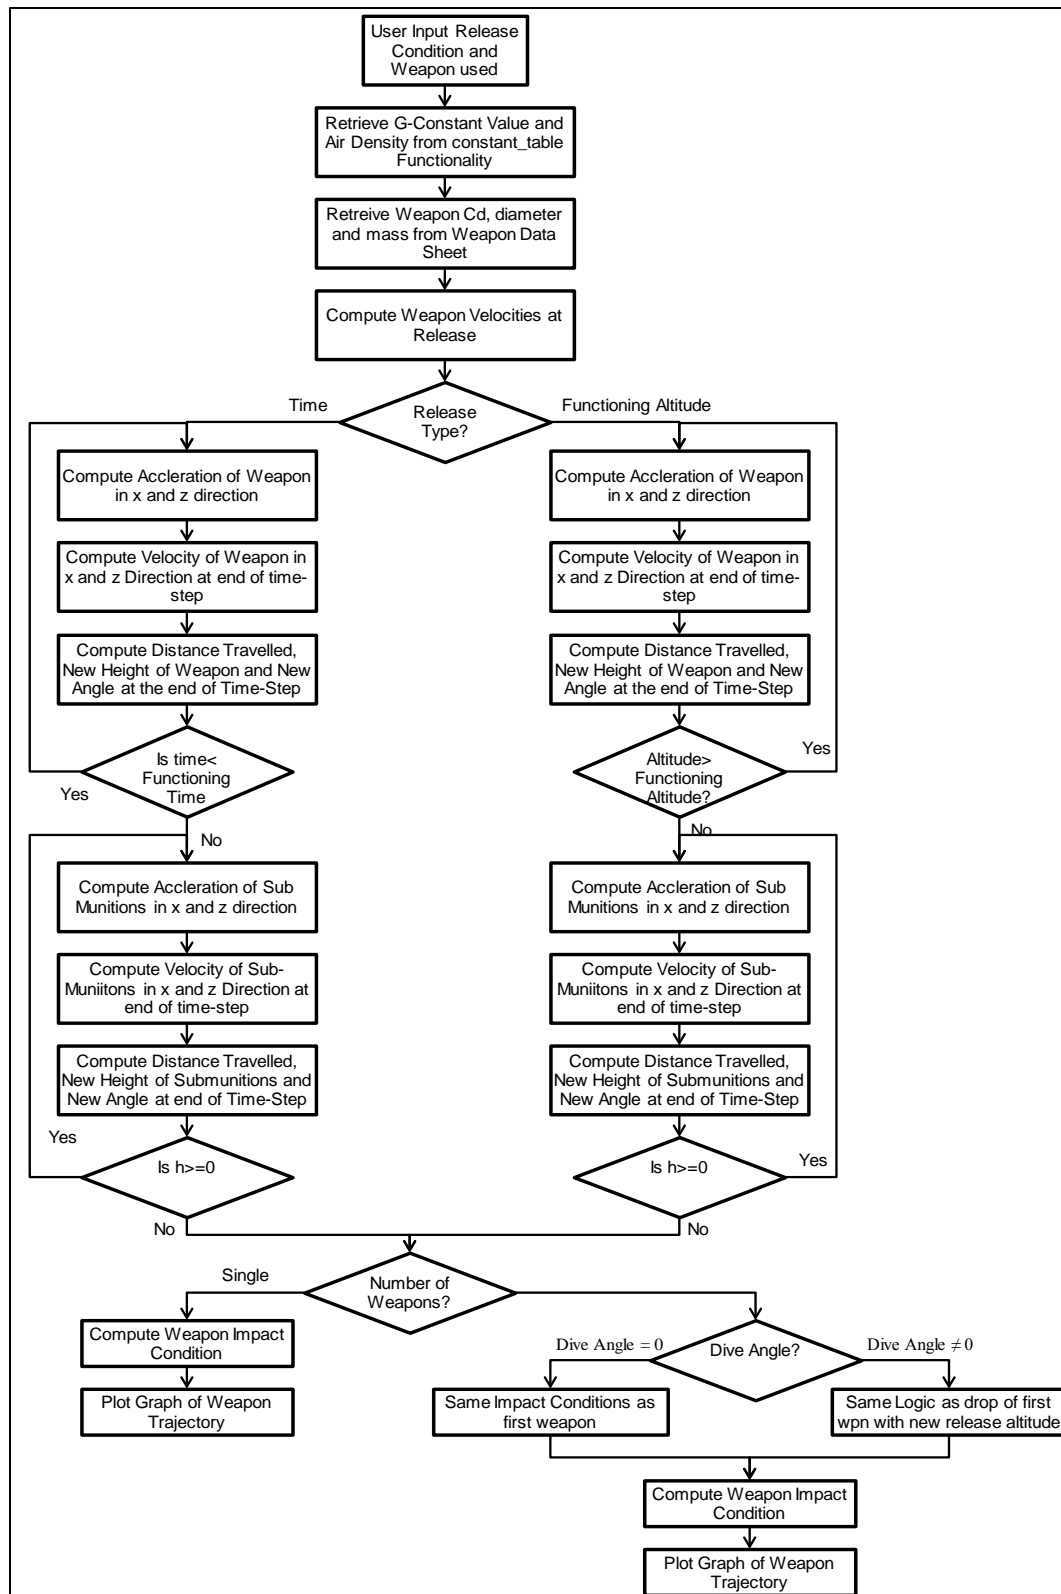 User Input Release
Condition and
Weapon used
Retrieve G-Constant Value and
Air Density from constant_table
Functionality
Retreive Weapon Cd, diameter
and mass from Weapon Data
Sheet
Compute Weapon Velocities at
Release
Release
Type?
Time
Functioning Altitude
Compute Accleration of Weapon
in x and z direction
Compute Velocity of Weapon in
x and z Direction at end of time-
step
Compute Distance Travelled,
New Height of Weapon and New
Angle at the end of Time-Step
Is time<
Functioning
Time
Yes
No
Compute Accleration of Weapon
in x and z direction
Compute Velocity of Weapon in
x and z Direction at end of time-
step
Compute Distance Travelled,
New Height of Weapon and New
Angle at the end of Time-Step
Altitude>
Functioning
Altitude?
Yes
No
Compute Accleration of Sub
Munitions in x and z direction
Compute Velocity of Sub-
Muniitons in x and z Direction at
end of time-step
Compute Distance Travelled,
New Height of Submunitions and
New Angle at end of Time-Step
Yes
Is h>=0
No
Compute Accleration of Sub
Munitions in x and z direction
Compute Velocity of Sub-
Muniitons in x and z Direction at
end of time-step
Compute Distance Travelled,
New Height of Submunitions and
New Angle at end of Time-Step
Is h>=0
Yes
No
Number of
Weapons?
Single
Compute Weapon Impact
Condition
Plot Graph of Weapon
Trajectory
Dive Angle?
Dive Angle = 0
Dive Angle ≠ 0
Same Impact Conditions as
first weapon
Same Logic as drop of first
wpn with new release altitude
Compute Weapon Impact
Condition
Plot Graph of Weapon
Trajectory